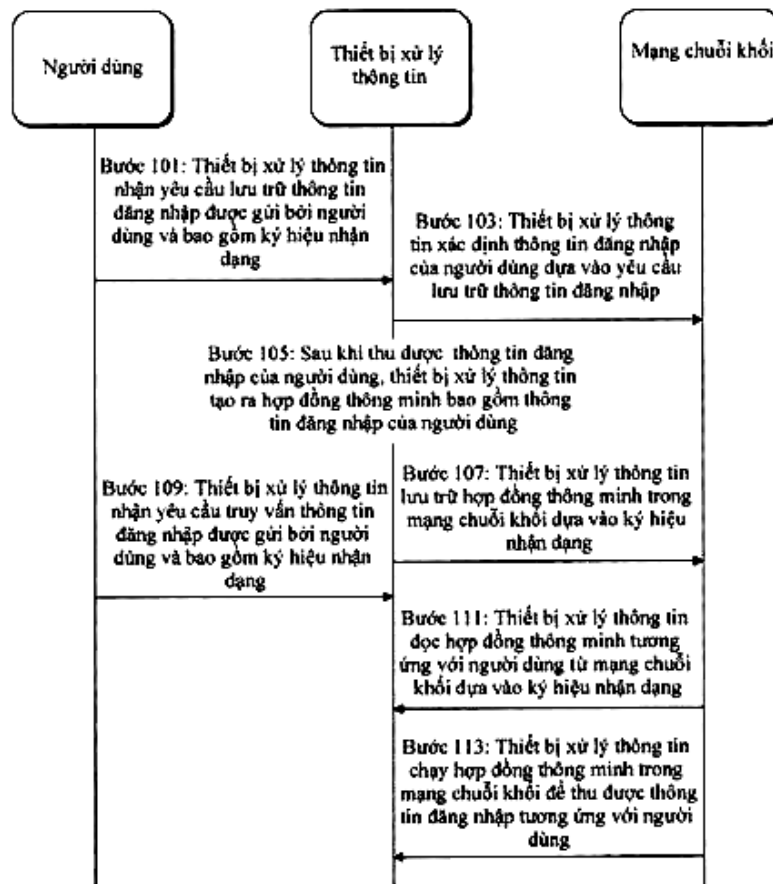 Người dùng
Thiết bị xử lý
thông tin
Mạng chuỗi khối
Bước 101: Thiết bị xử lý thông tin
nhận yêu cầu lưu trữ thông tin
đăng nhập được gửi bởi người
dùng và bao gồm ký hiệu nhận
dạng
Bước 103: Thiết bị xử lý thông
tin xác định thông tin đăng nhập
của người dùng dựa vào yêu cầu
lưu trữ thông tin đăng nhập
Bước 105: Sau khi thu được thông tin đăng
nhập của người dùng, thiết bị xử lý thông tin
tạo ra hợp đồng thông minh bao gồm thông
tin đăng nhập của người dùng
Bước 107: Thiết bị xử lý thông tin
lưu trữ hợp đồng thông minh trong
mạng chuỗi khối dựa vào ký hiệu
nhận dạng
Bước 109: Thiết bị xử lý thông tin
nhận yêu cầu truy vấn thông tin
đăng nhập được gửi bởi người
dùng và bao gồm ký hiệu nhận
dạng
Bước 111: Thiết bị xử lý thông tin
đọc hợp đồng thông minh tương
ứng với người dùng từ mạng chuỗi
khối dựa vào ký hiệu nhận dạng
Bước 113: Thiết bị xử lý thông tin
chạy hợp đồng thông minh trong
mạng chuỗi khối để thu được thông
tin đăng nhập tương ứng với người
dùng